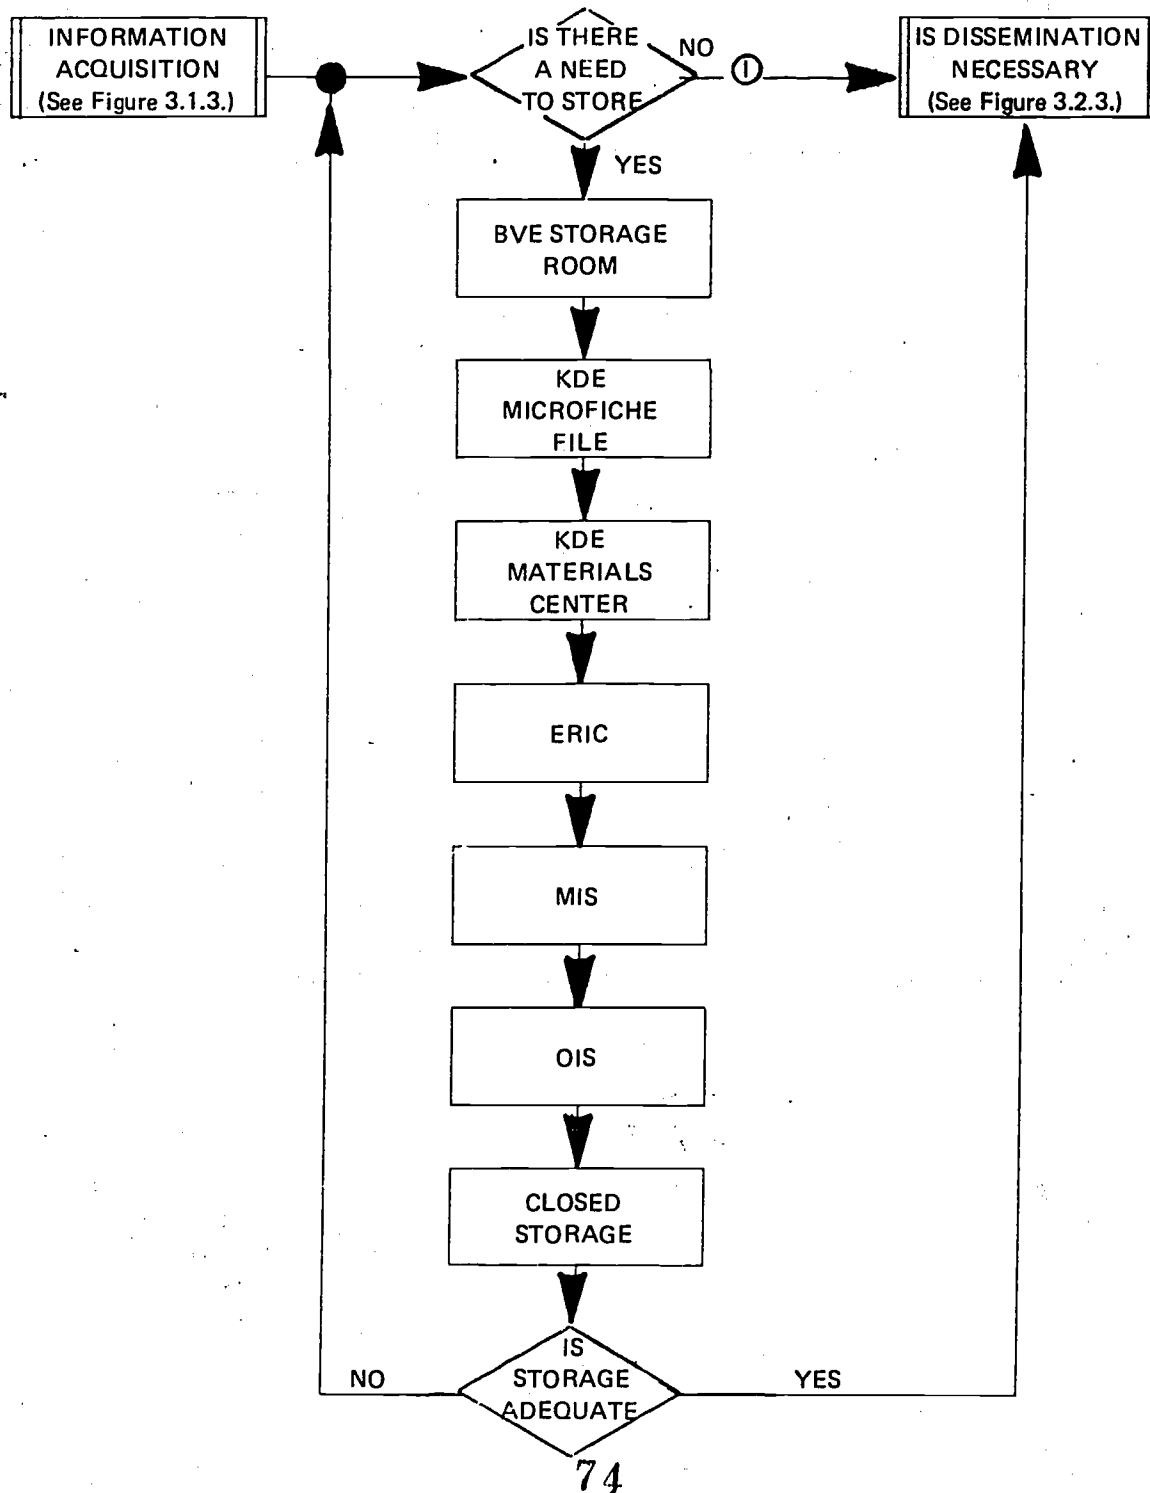 INFORMATION
ACQUISITION
(See Figure 3.1.3.)
IS THERE
A NEED
TO STORE
NO
1
IS DISSEMINATION
NECESSARY
(See Figure 3.2.3.)
YES
BVE STORAGE
ROOM
KDE
MICROFICHE
FILE
KDE
MATERIALS
CENTER
ERIC
MIS
OIS
CLOSED
STORAGE
IS
STORAGE
ADEQUATE
NO
YES
74